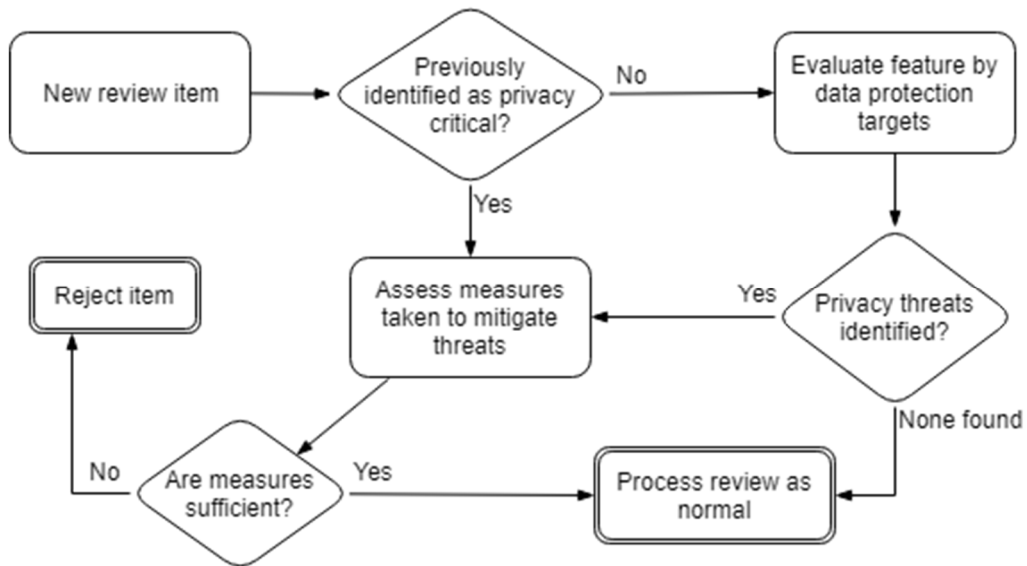 New review item
Previously
identified as privacy
critical?
No
Evaluate feature by
data protection
targets
Yes
Reject item
Assess measures
taken to mitigate
threats
Yes
Privacy threats
identified?
None found
No
Are measures
sufficient?
Yes
Process review as
normal